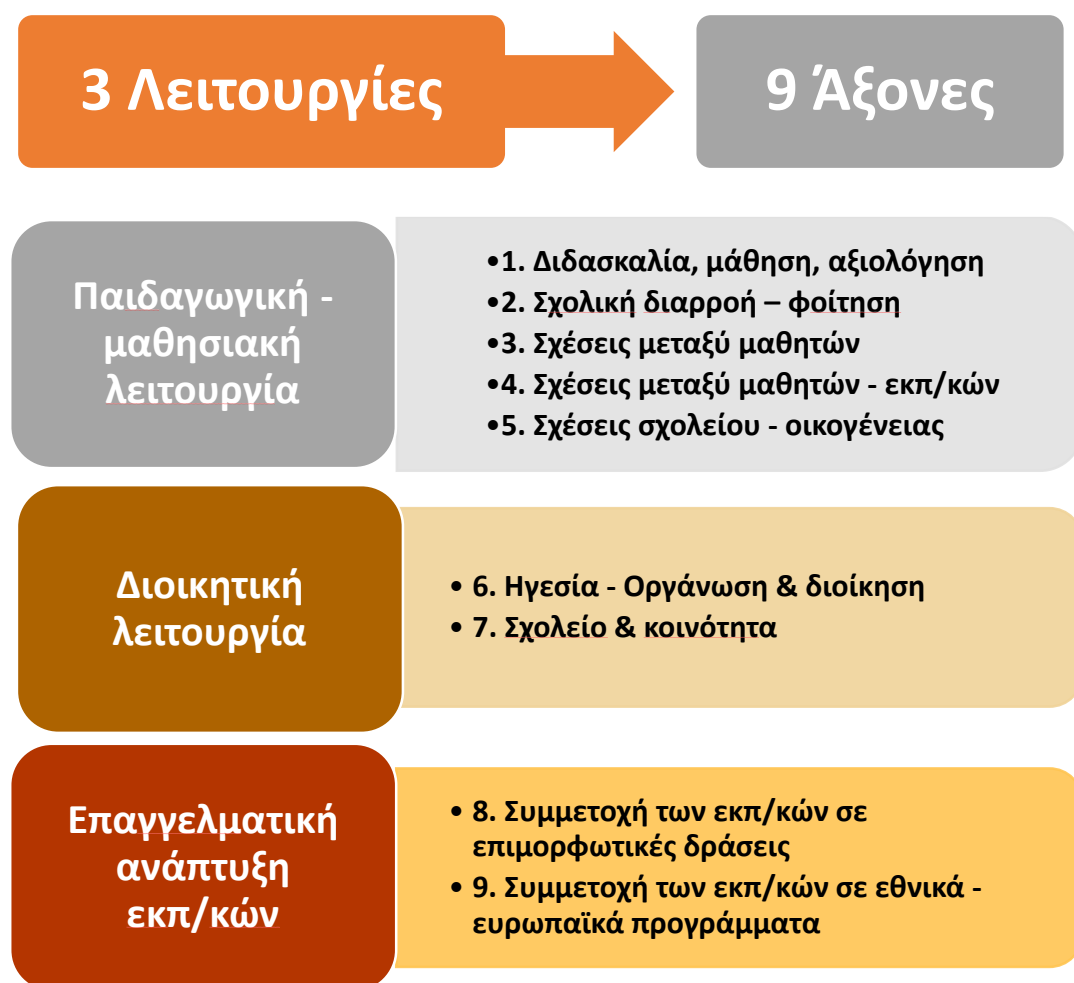 3 Λειτουργίες
9 Άξονες
Παιδαγωγική -
μαθησιακή
λειτουργία
•1. Διδασκαλία, μάθηση, αξιολόγηση
•2. Σχολική διαρροή – φοίτηση
•3. Σχέσεις μεταξύ μαθητών
•4. Σχέσεις μεταξύ μαθητών - εκπ/κών
•5. Σχέσεις σχολείου - οικογένειας
Διοικητική
λειτουργία
• 6. Ηγεσία - Οργάνωση & διοίκηση
• 7. Σχολείο & κοινότητα
Επαγγελματική
ανάπτυξη
εκπ/κών
• 8. Συμμετοχή των εκπ/κών σε
επιμορφωτικές δράσεις
• 9. Συμμετοχή των εκπ/κών σε εθνικά -
ευρωπαϊκά προγράμματα